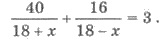 40/(18 + x) + 16/(18 − x) = 3 .